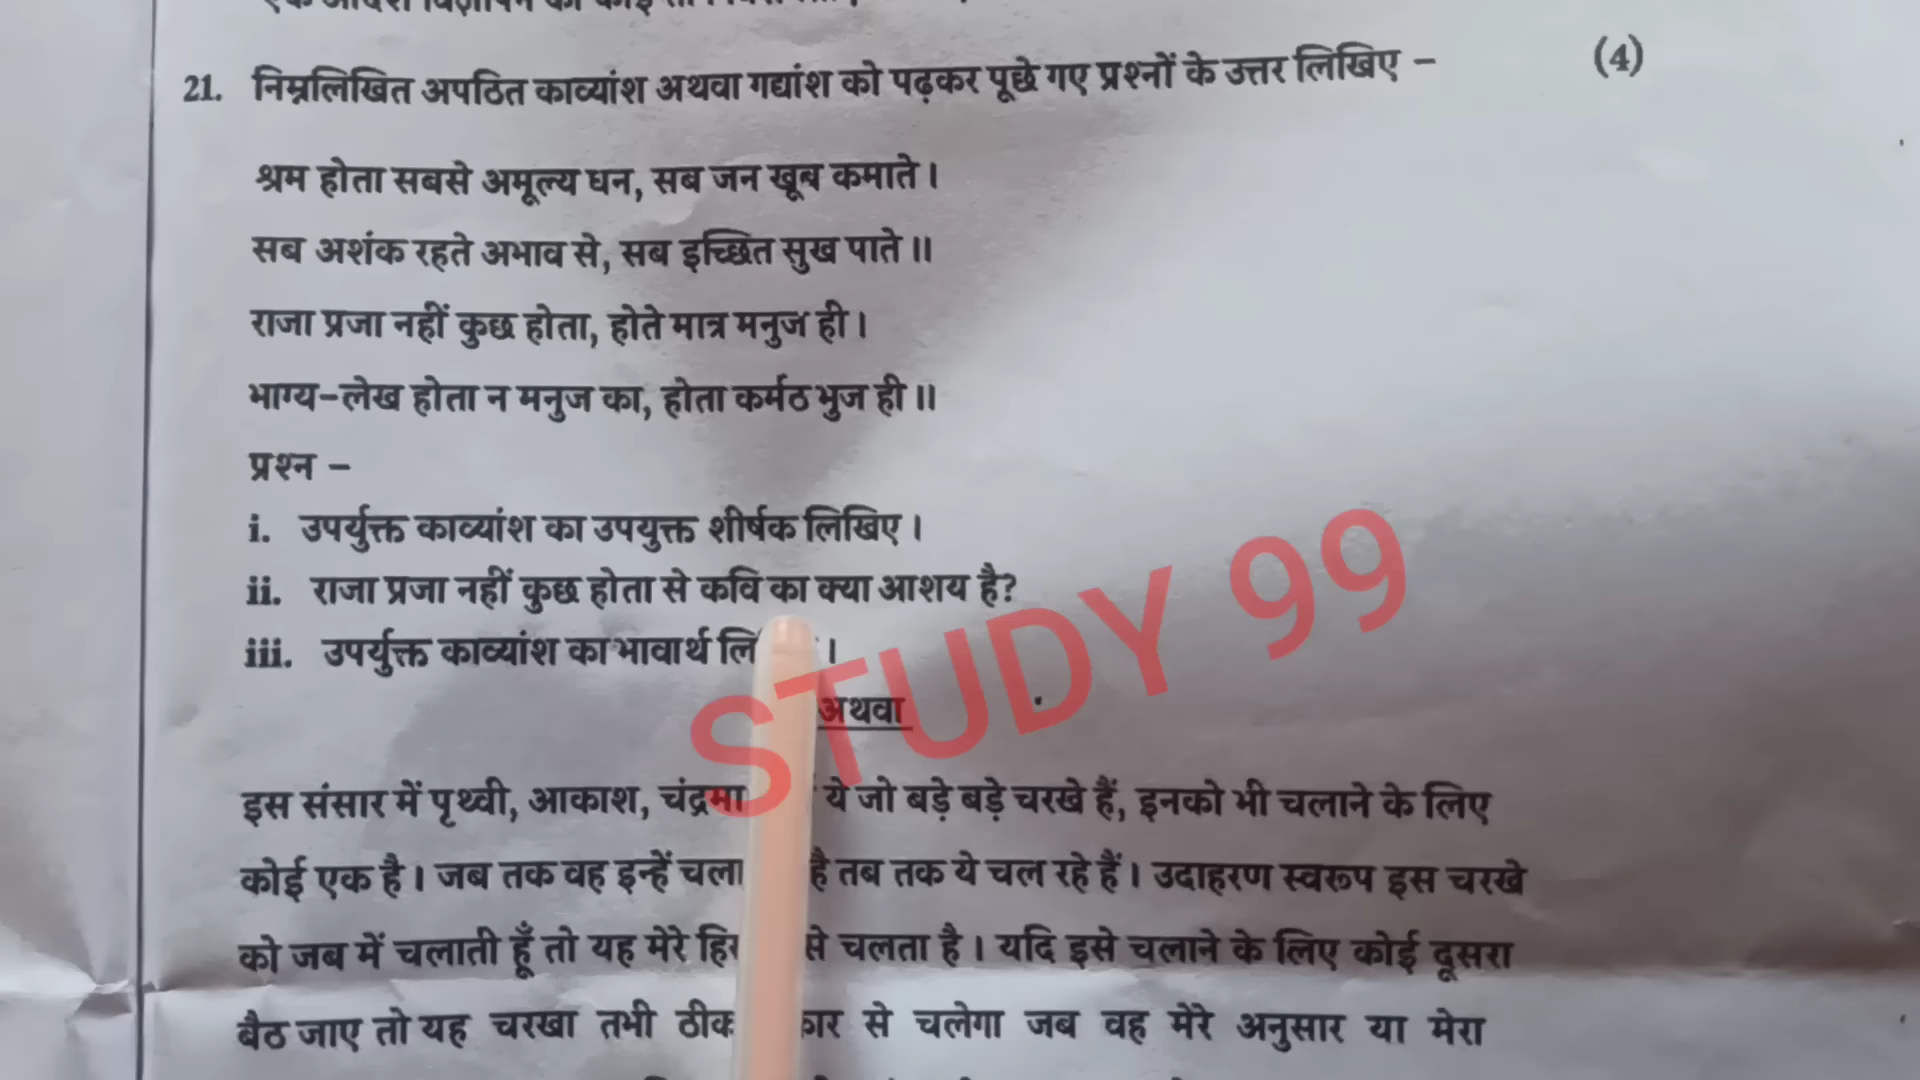 21. निम्नलिखित अपठित काव्यांश अथवा गद्यांश को पढ़कर पूछे गए प्रश्नों के उत्तर लिखिए – (4)
श्रम होता सबसे अमूल्य धन, सब जन खूब कमाते।
सब अशंक रहते अभाव से, सब इच्छित सुख पाते॥
राजा प्रजा नहीं कुछ होता, होते मात्र मनुज ही।
भाग्य-लेख होता न मनुज का, होता कर्मठ भुज ही॥
प्रश्न –
i. उपर्युक्त काव्यांश का उपयुक्त शीर्षक लिखिए।
ii. राजा प्रजा नहीं कुछ होता से कवि का क्या आशय है?
iii. उपर्युक्त काव्यांश का भावार्थ
STUDY 99
अथवा
इस संसार में पृथ्वी, आकाश, चंद्रमा ये जो बड़े बड़े चरखे हैं, इनको भी चलाने के लिए
कोई एक है। जब तक वह इन्हें है तब तक ये चल रहे हैं। उदाहरण स्वरूप इस चरखे
को जब में चलाती हूँ तो यह मेरे से चलता है। यदि इसे चलाने के लिए कोई दूसरा
बैठ जाए तो यह चरखा तभी ठीक से चलेगा जब वह मेरे अनुसार या मेरा